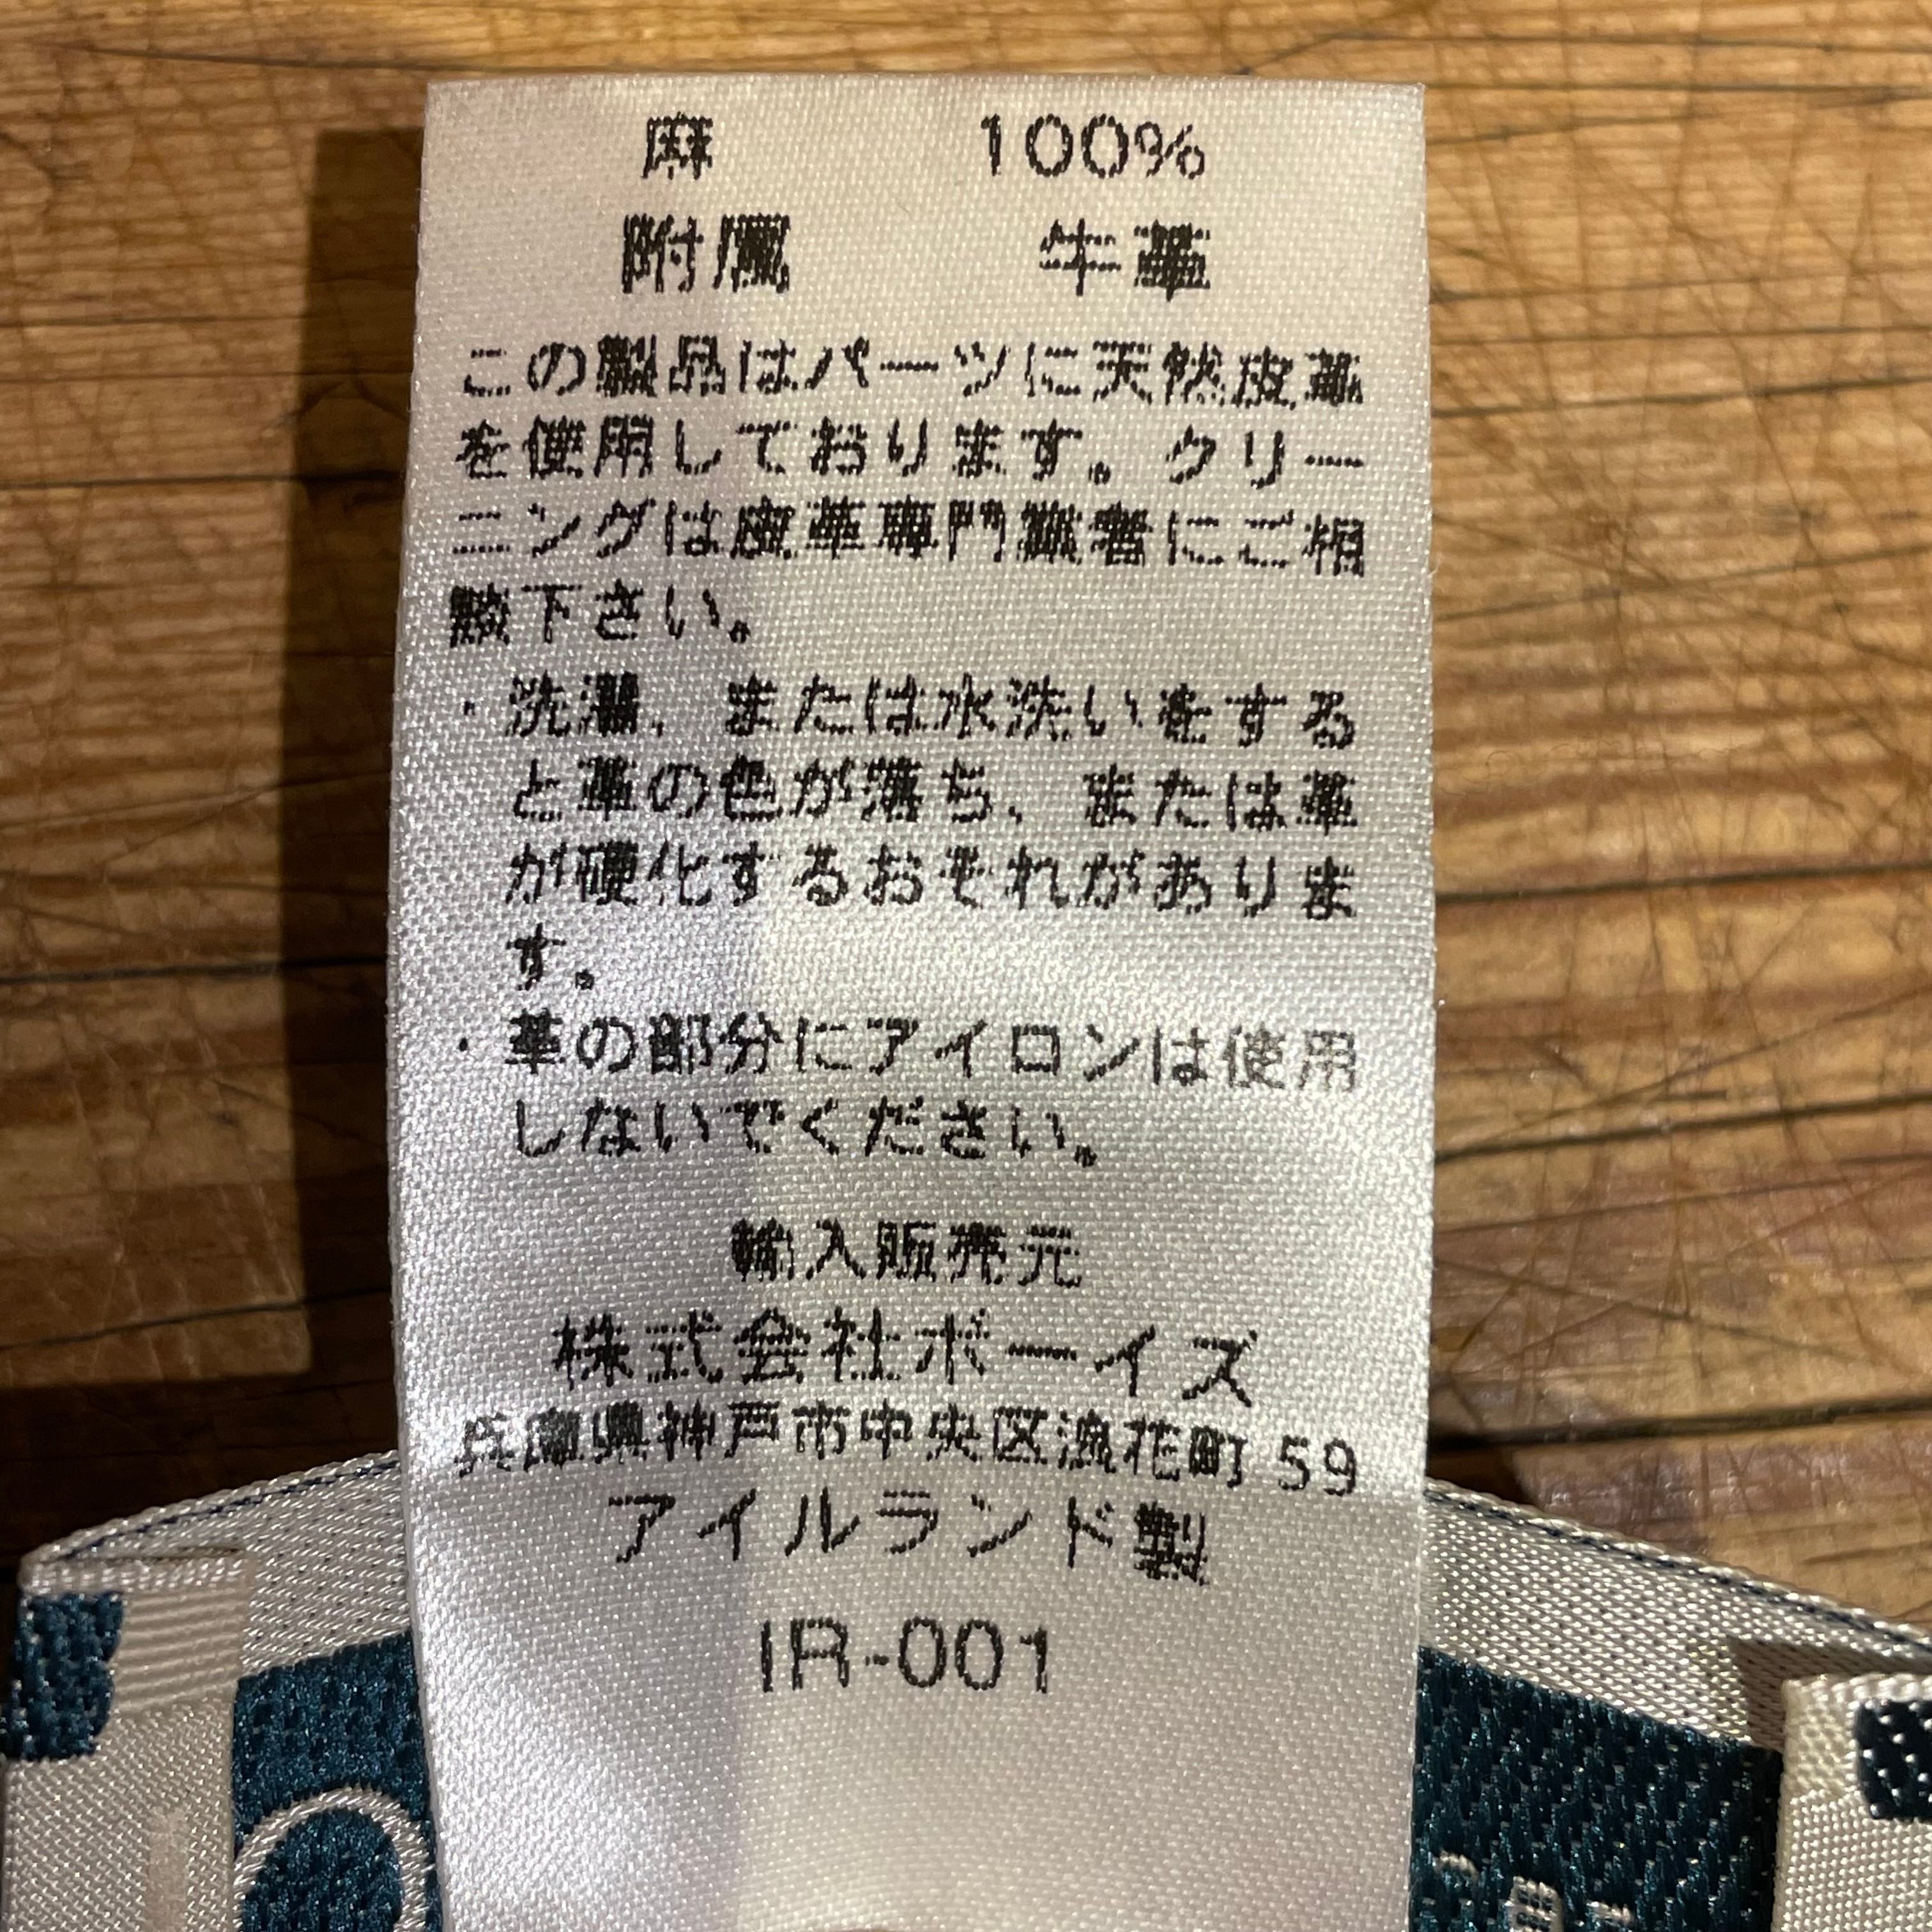 麻 100%
附属 牛革
この製品はパーツに天然皮革
を使用しております。クリー
ニングは皮革専門業者にご相
談下さい。
・洗濯、または水洗いをする
と革の色が落ち、または革
が硬化するおそれがありま
す。
・革の部分にアイロンは使用
しないでください。
輸入販売元
株式会社ボーイズ
兵庫県神戸市中央区浪花町 59
アイルランド製
IR-001